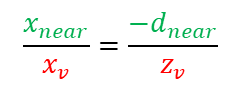 x_near / x_v = -d_near / z_v